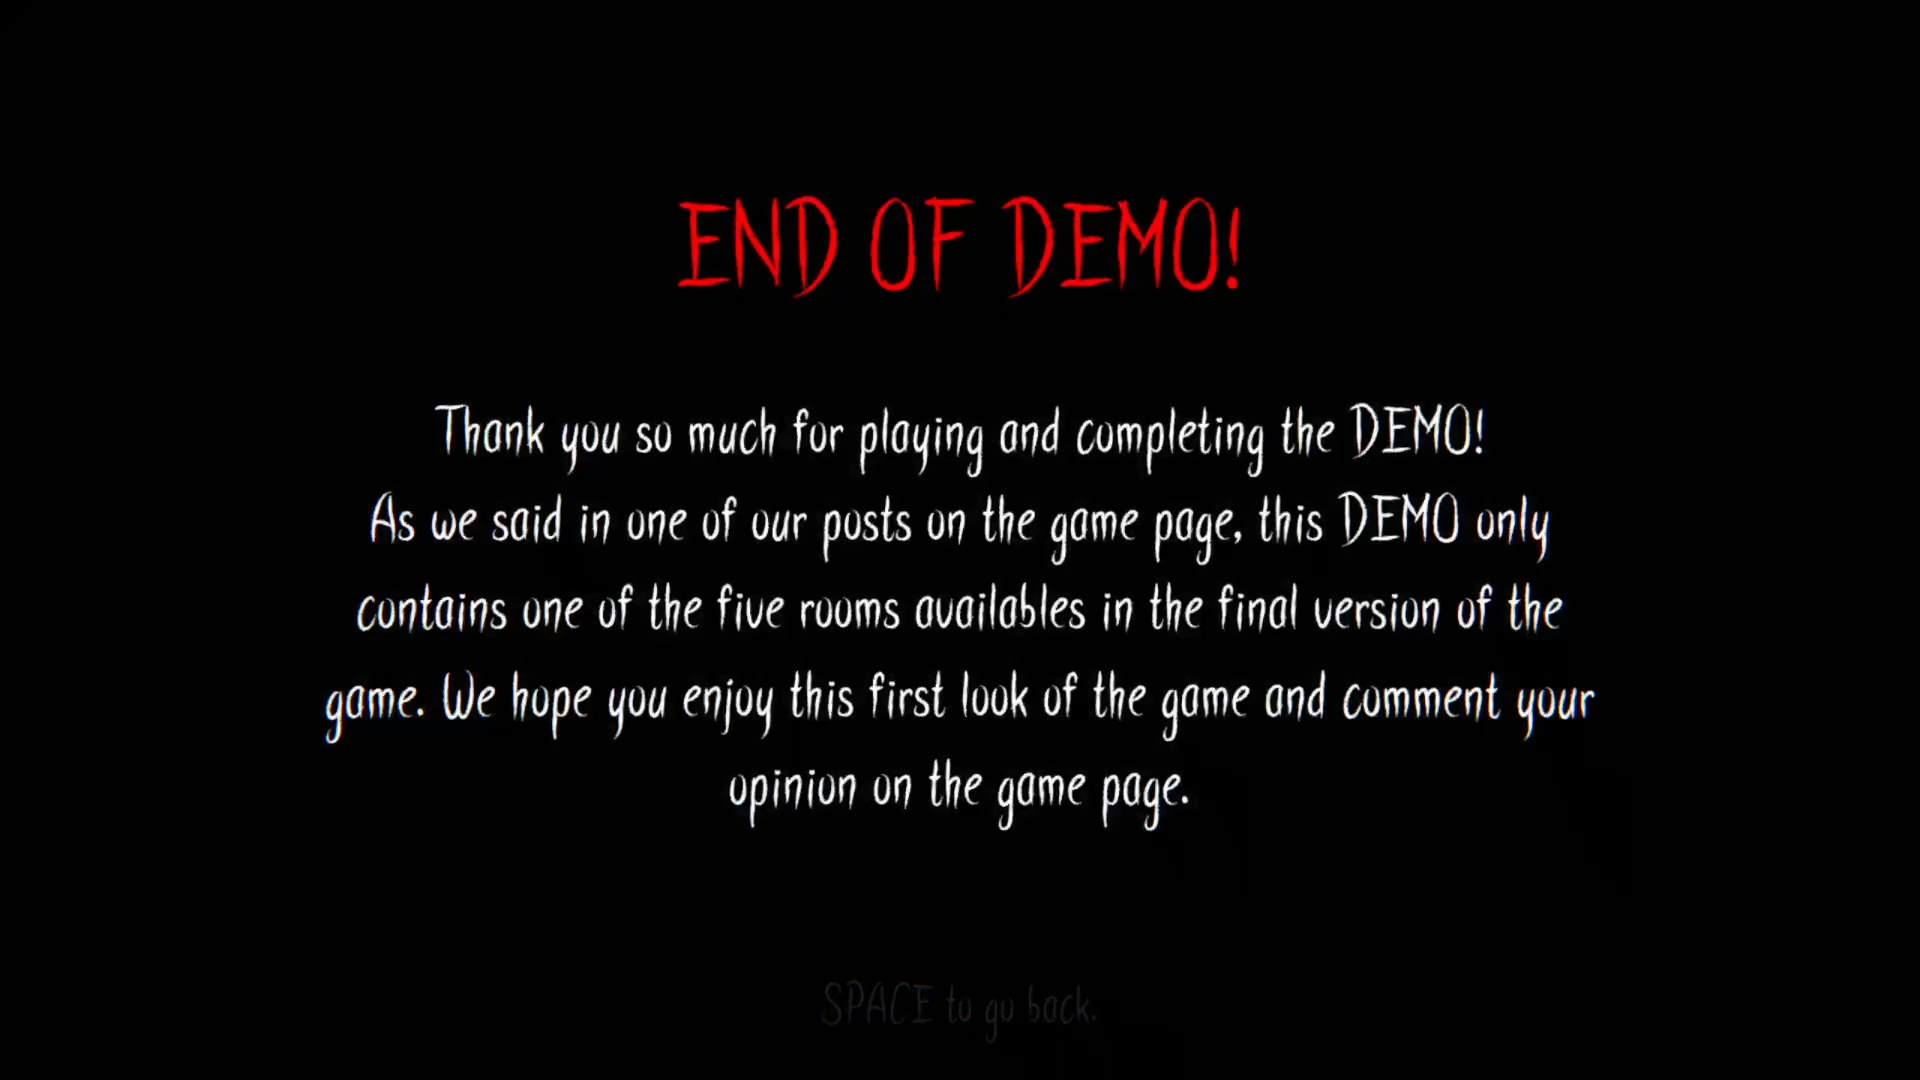 END OF DEMO!
Thank you so much for playing and completing the DEMO!
As we said in one of our posts on the game page, this DEMO only
contains one of the five rooms availables in the final version of the
game. We hope you enjoy this first look of the game and comment your
opinion on the game page.
SPACE to go back.